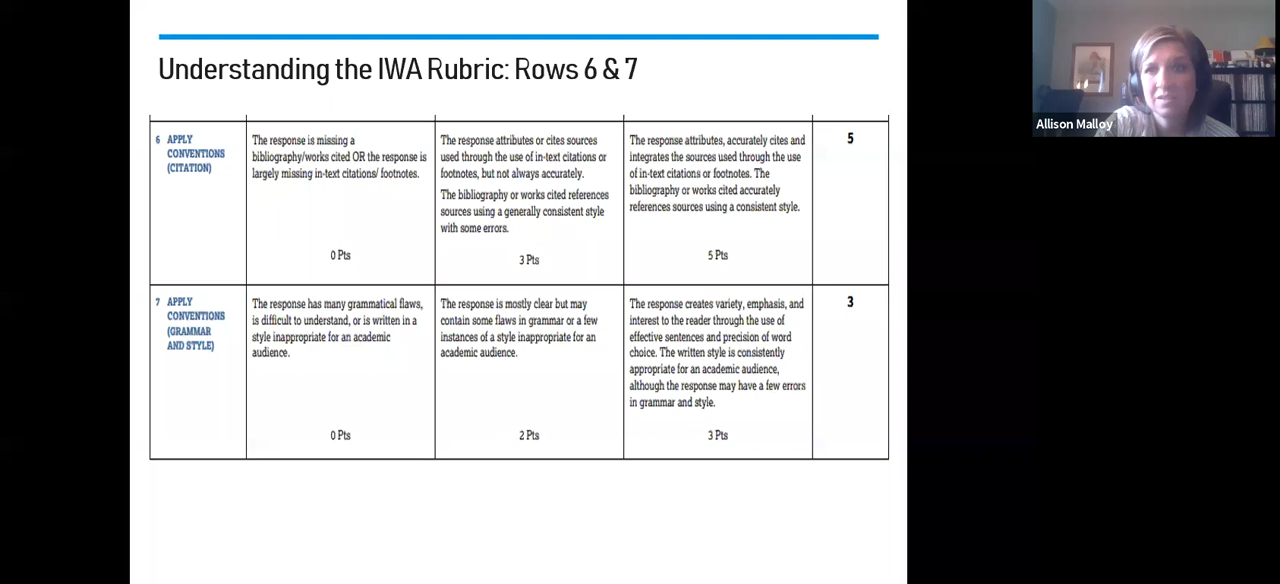 Understanding the IWA Rubric: Rows 6 & 7
6 APPLY
CONVENTIONS
(CITATION)
The response is missing a
bibliography/works cited OR the response is
largely missing in-text citations/ footnotes.
0 Pts
The response attributes or cites sources
used through the use of in-text citations or
footnotes, but not always accurately.
The bibliography or works cited references
sources using a generally consistent style
with some errors.
3 Pts
The response attributes, accurately cites and
integrates the sources used through the use
of in-text citations or footnotes. The
bibliography or works cited accurately
references sources using a consistent style.
5 Pts
5
7 APPLY
CONVENTIONS
(GRAMMAR
AND STYLE)
The response has many grammatical flaws,
is difficult to understand, or is written in a
style inappropriate for an academic
audience.
0 Pts
The response is mostly clear but may
contain some flaws in grammar or a few
instances of a style inappropriate for an
academic audience.
2 Pts
The response creates variety, emphasis, and
interest to the reader through the use of
effective sentences and precision of word
choice. The written style is consistently
appropriate for an academic audience,
although the response may have a few errors
in grammar and style.
3 Pts
3
Allison Malloy